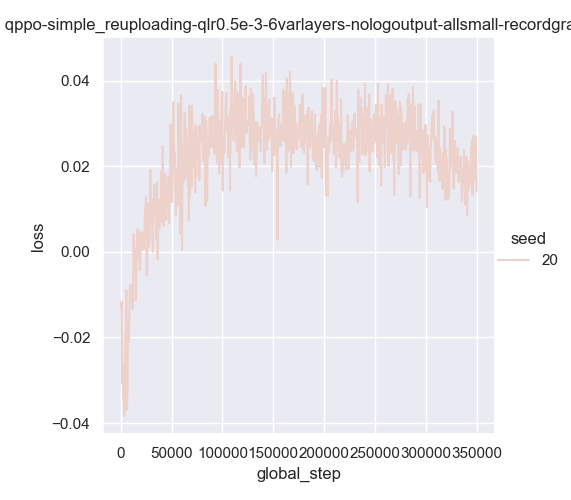 qppo-simple_reuploading-qlr0.5e-3-6varlayers-nologoutput-allsmall-recordgra
0.04
0.02
0.00
−0.02
−0.04
loss
seed
20
0 50000 100000 150000 200000 250000 300000 350000
global_step